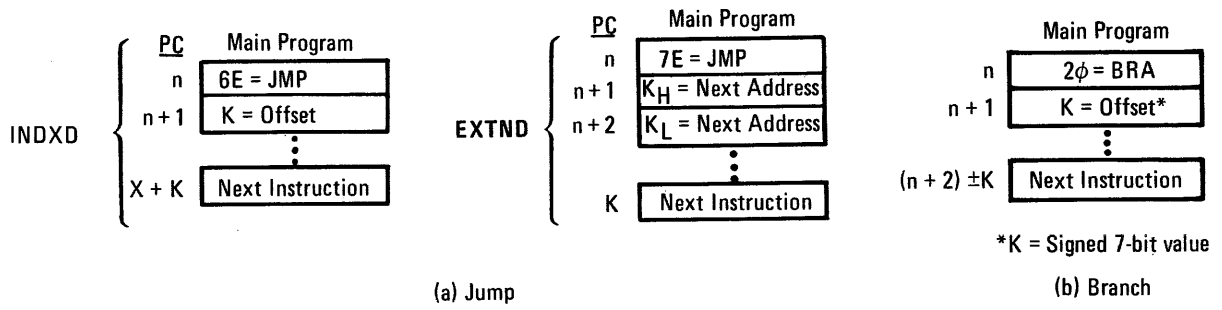 INDXD
PC Main Program
n 6E = JMP
n + 1 K = Offset
X + K Next Instruction
EXTND
PC Main Program
n 7E = JMP
n + 1 KH = Next Address
n + 2 KL = Next Address
K Next Instruction
(a) Jump
Main Program
n 2ϕ = BRA
n + 1 K = Offset*
(n + 2) ±K Next Instruction
*K = Signed 7-bit value
(b) Branch